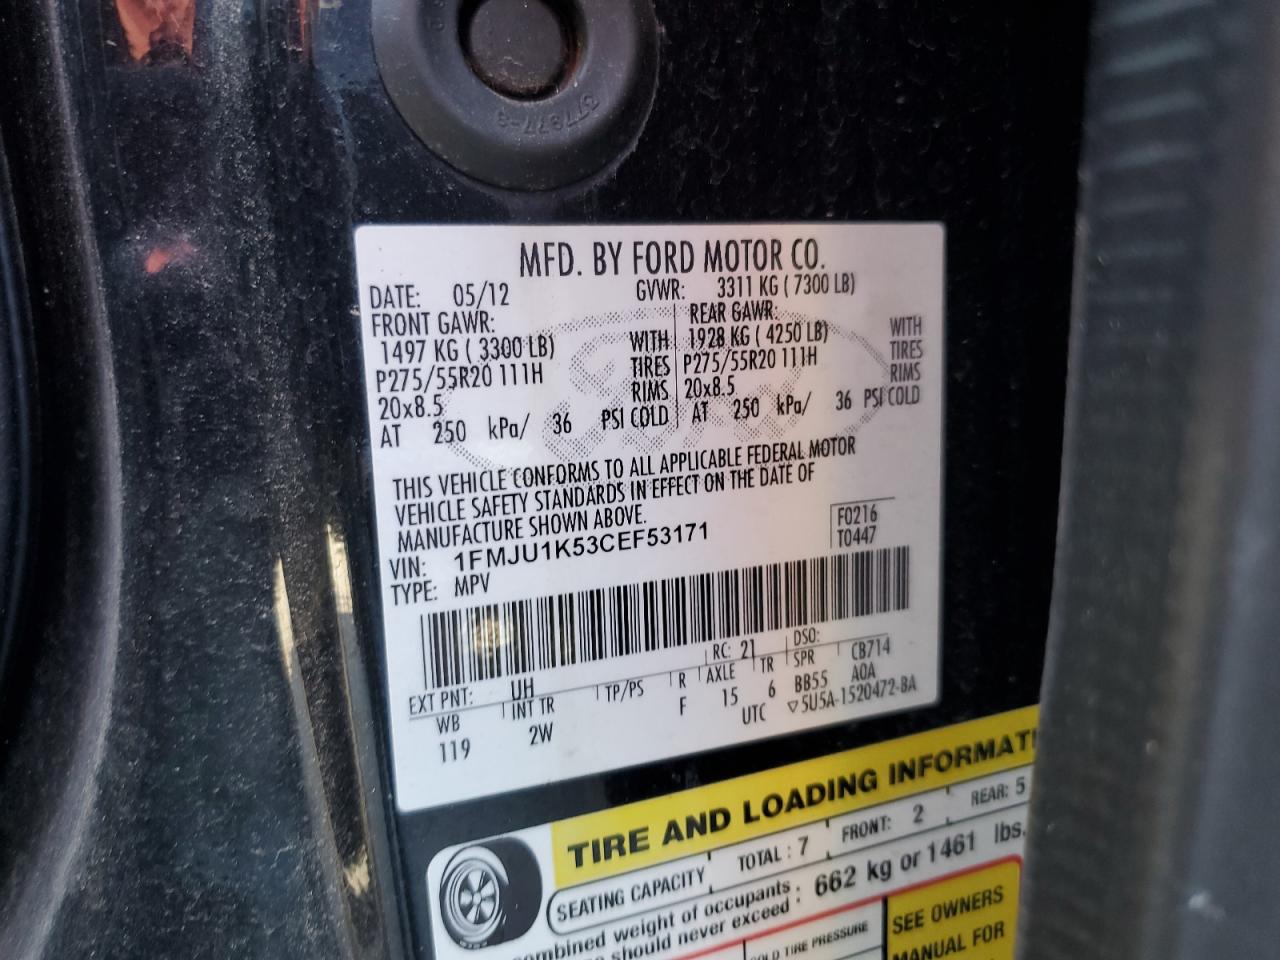 377377-S
MFD. BY FORD MOTOR CO.
DATE: 05/12 GVWR: 3311 KG ( 7300 LB)
FRONT GAWR: REAR GAWR:
1497 KG ( 3300 LB) WITH 1928 KG ( 4250 LB) WITH
P275/55R20 111H TIRES P275/55R20 111H TIRES
20x8.5 RIMS 20x8.5 RIMS
AT 250 kPa/ 36 PSI COLD AT 250 kPa/ 36 PSI COLD
THIS VEHICLE CONFORMS TO ALL APPLICABLE FEDERAL MOTOR
VEHICLE SAFETY STANDARDS IN EFFECT ON THE DATE OF
MANUFACTURE SHOWN ABOVE.
VIN: 1FMJU1K53CEF53171 F0216
TYPE: MPV T0447
EXT PNT: UH RC: 21 DSO:
WB INT TR TP/PS R AXLE TR SPR CB714
119 2W F 15 6 BB55 AOA
UTC ▽5U5A-1520472-BA
TIRE AND LOADING INFORMATI
SEATING CAPACITY TOTAL : 7 FRONT: 2 REAR: 5
ombined weight of occupants
should never exceed : 662 kg or 1461 lbs.
OLD TIRE PRESSURE SEE OWNERS
MANUAL FOR